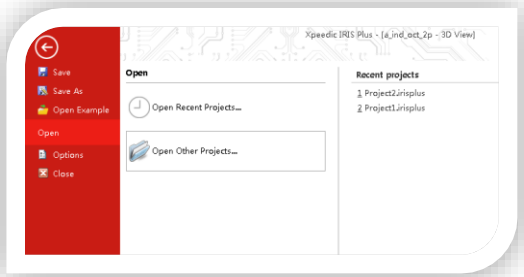 Xpeedic IRIS Plus - [a_ind_oct_2p - 3D View]
Save
Save As
Open Example
Open
Options
Close
Open
Open Recent Projects...
Open Other Projects...
Recent projects
1 Project2.irisplus
2 Project1.irisplus